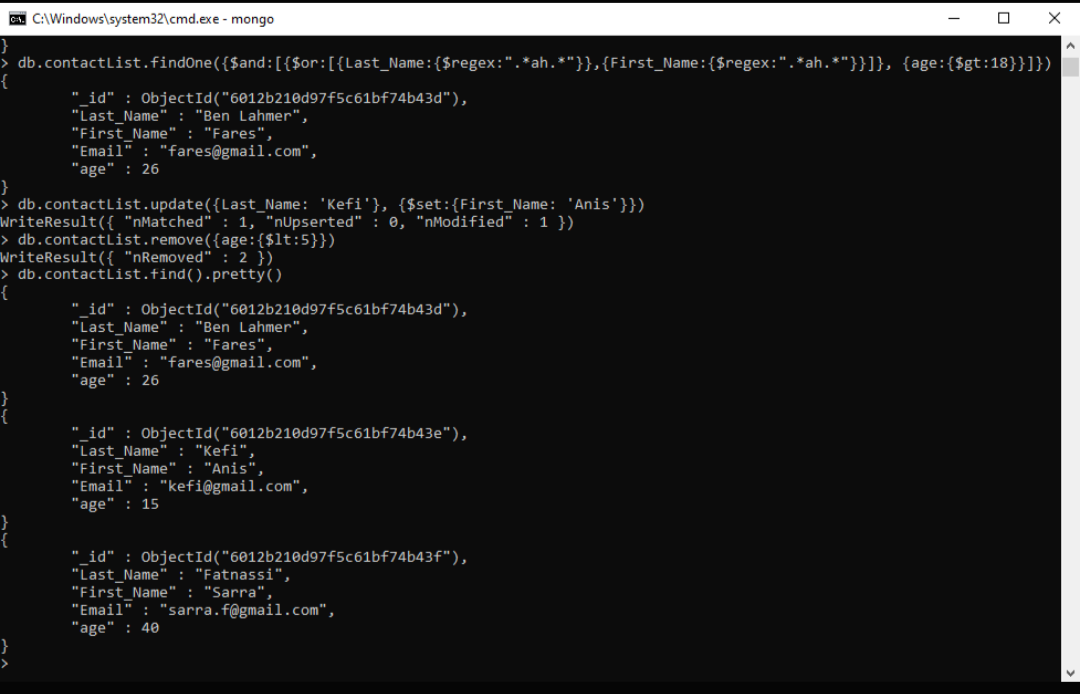 C:\Windows\system32\cmd.exe - mongo
}
> db.contactList.findOne({$and:[{$or:[{Last_Name:{$regex:".*ah.*"}},{First_Name:{$regex:".*ah.*"}}]}, {age:{$gt:18}}]})
{
        "_id" : ObjectId("6012b210d97f5c61bf74b43d"),
        "Last_Name" : "Ben Lahmer",
        "First_Name" : "Fares",
        "Email" : "fares@gmail.com",
        "age" : 26
}
> db.contactList.update({Last_Name: 'Kefi'}, {$set:{First_Name: 'Anis'}})
WriteResult({ "nMatched" : 1, "nUpserted" : 0, "nModified" : 1 })
> db.contactList.remove({age:{$lt:5}})
WriteResult({ "nRemoved" : 2 })
> db.contactList.find().pretty()
{
        "_id" : ObjectId("6012b210d97f5c61bf74b43d"),
        "Last_Name" : "Ben Lahmer",
        "First_Name" : "Fares",
        "Email" : "fares@gmail.com",
        "age" : 26
}
{
        "_id" : ObjectId("6012b210d97f5c61bf74b43e"),
        "Last_Name" : "Kefi",
        "First_Name" : "Anis",
        "Email" : "kefi@gmail.com",
        "age" : 15
}
{
        "_id" : ObjectId("6012b210d97f5c61bf74b43f"),
        "Last_Name" : "Fatnassi",
        "First_Name" : "Sarra",
        "Email" : "sarra.f@gmail.com",
        "age" : 40
}
>